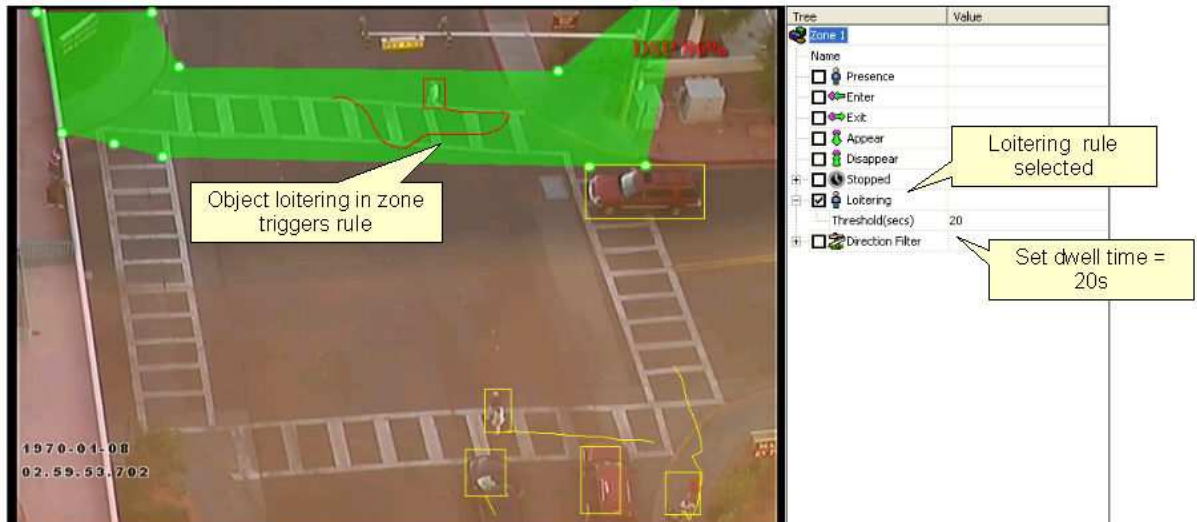 Object loitering in zone
triggers rule
1970-01-08
02.59.53.702
Tree Value
Zone 1
Name
Presence
Enter
Exit
Appear
Disappear
Stopped
Loitering
Threshold(secs) 20
Direction Filter
Loitering rule
selected
Set dwell time =
20s